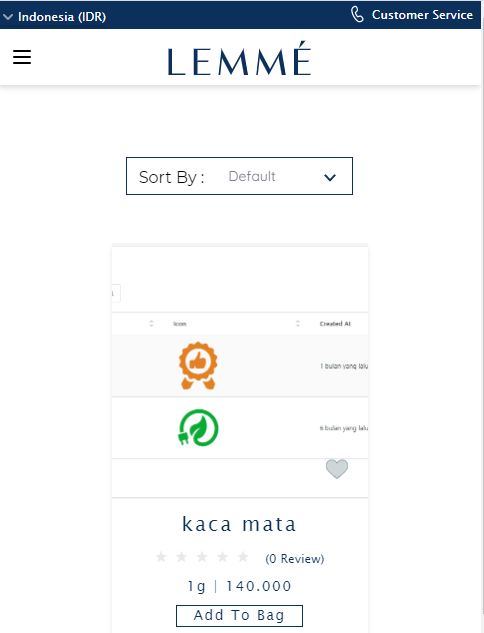 Indonesia (IDR)
Customer Service
LEMMÉ
Sort By :
Default
Icon
Created At
1 bulan yang lalu
6 bulan yang lalu
kaca mata
(0 Review)
1g | 140.000
Add To Bag